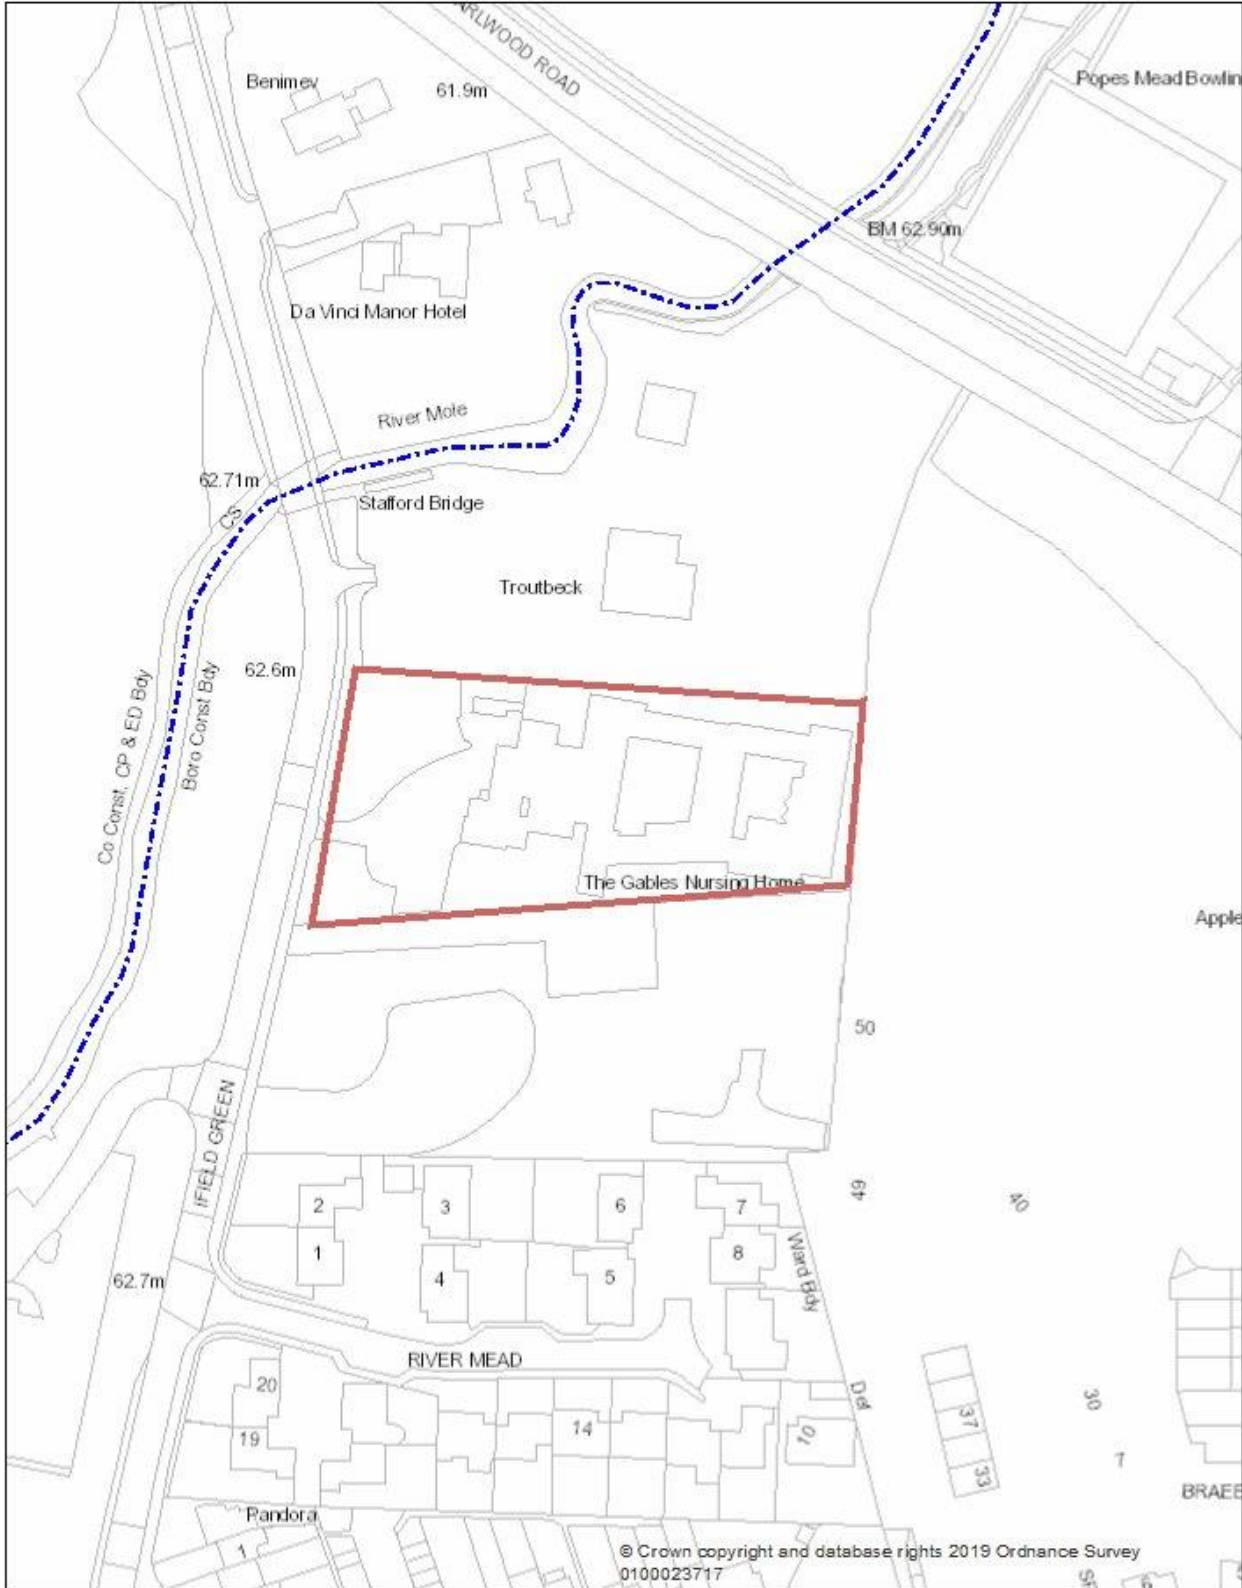 ARLWOOD ROAD
Benimev
61.9m
Popes Mead Bowlin
BM 62.90m
Da Vinci Manor Hotel
River Mole
62.71m
CS
Stafford Bridge
Troutbeck
62.6m
Co Const, CP & ED Bdy
Boro Const Bdy
The Gables Nursing Home
Apple
50
IFIELD GREEN
49
40
2
3
6
7
1
4
5
8
Ward Bdy
62.7m
RIVER MEAD
20
14
10
Def
37
30
19
33
7
BRAEB
Pandora
1
© Crown copyright and database rights 2019 Ordnance Survey
0100023717